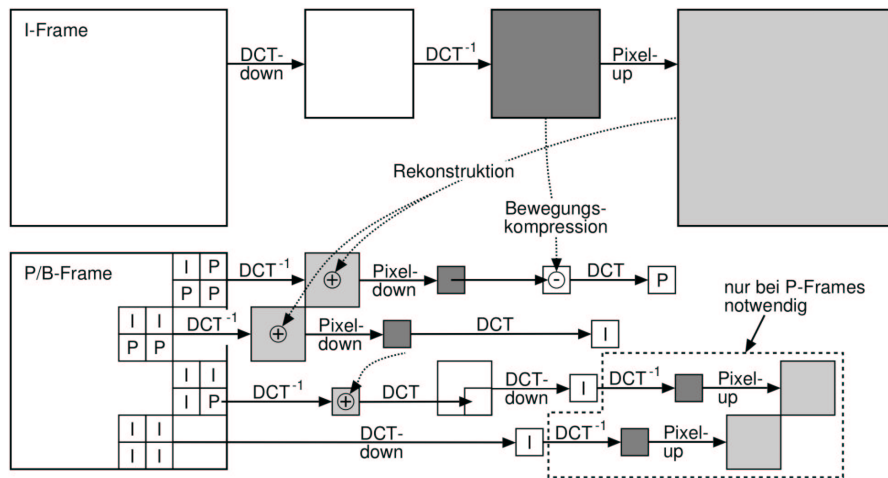 I-Frame
DCT-
down
DCT-1
Pixel-
up
Rekonstruktion
Bewegungs-
kompression
P/B-Frame
I P
P P
DCT-1
+
Pixel-
down
−
DCT
P
nur bei P-Frames
notwendig
I I
P P
DCT-1
+
Pixel-
down
DCT
I
I I
I P
DCT-1
+
DCT
DCT-
down
I
DCT-1
Pixel-
up
I I
I I
DCT-
down
I
DCT-1
Pixel-
up